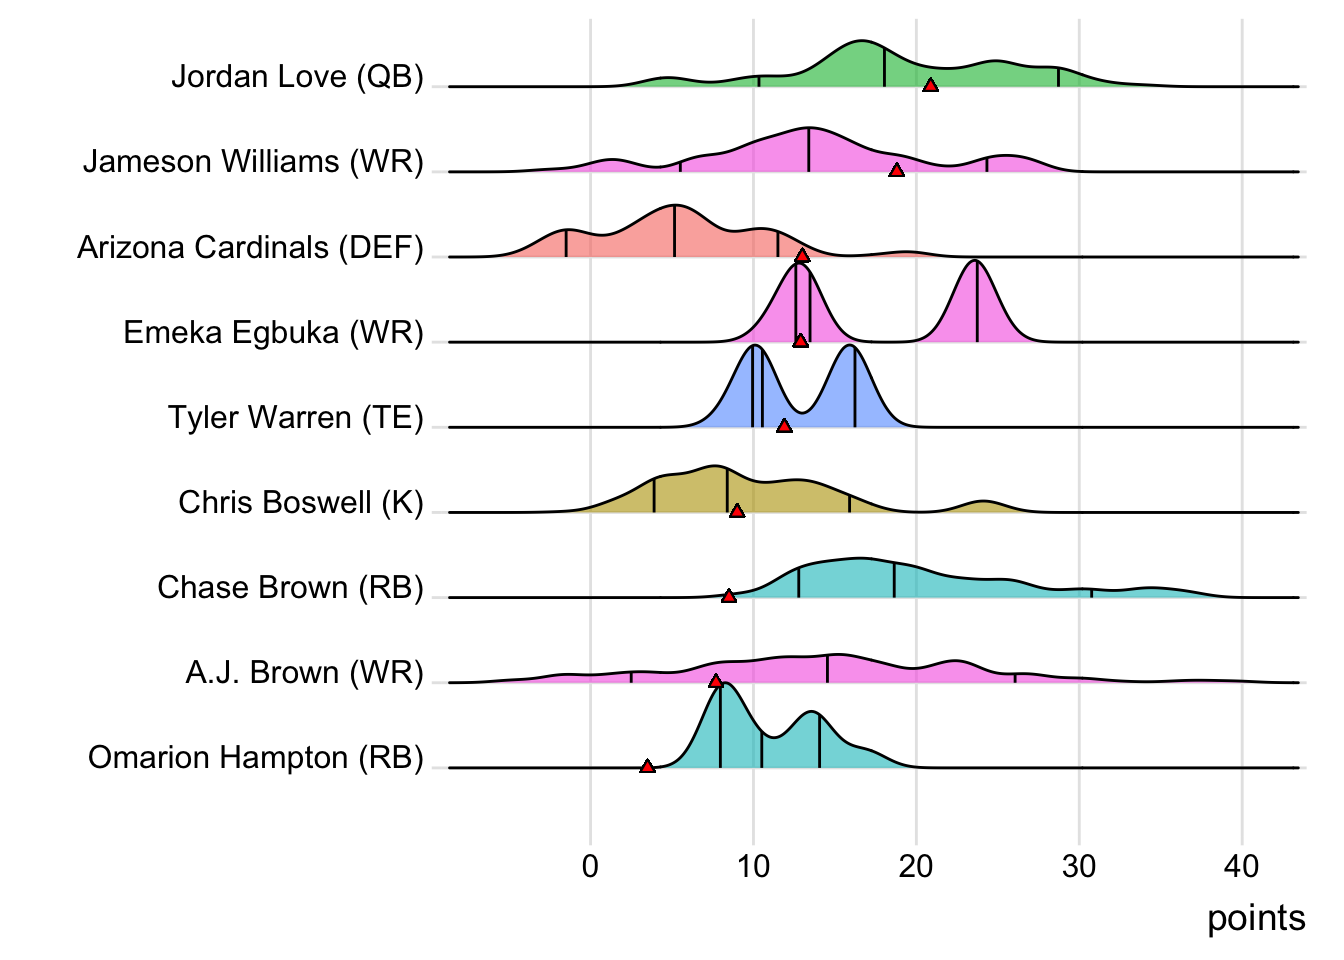 Jordan Love (QB)
Jameson Williams (WR)
Arizona Cardinals (DEF)
Emeka Egbuka (WR)
Tyler Warren (TE)
Chris Boswell (K)
Chase Brown (RB)
A.J. Brown (WR)
Omarion Hampton (RB)
0 10 20 30 40
points